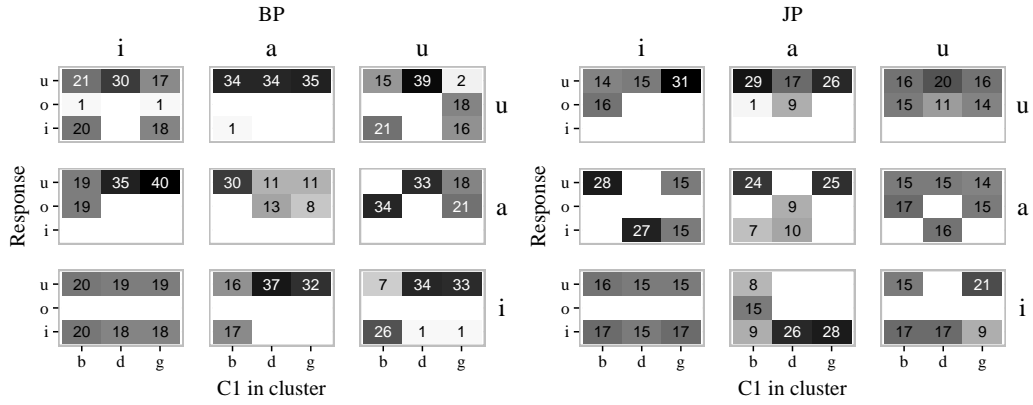 BP JP
i a u i a u
u 21 30 17 34 34 35 15 39 2 u 14 15 31 29 17 26 16 20 16
o 1 1 18 u o 16 1 9 15 11 14 u
i 20 18 1 21 16 i
u 19 35 40 30 11 11 33 18 u 28 15 24 25 15 15 14
o 19 13 8 34 21 a o 9 17 15 a
i i 27 15 7 10 16
Response Response
u 20 19 19 16 37 32 7 34 33 u 16 15 15 8 15 21
o i o 15 i
i 20 18 18 17 26 1 1 i 17 15 17 9 26 28 17 17 9
b d g b d g b d g b d g b d g b d g
C1 in cluster C1 in cluster